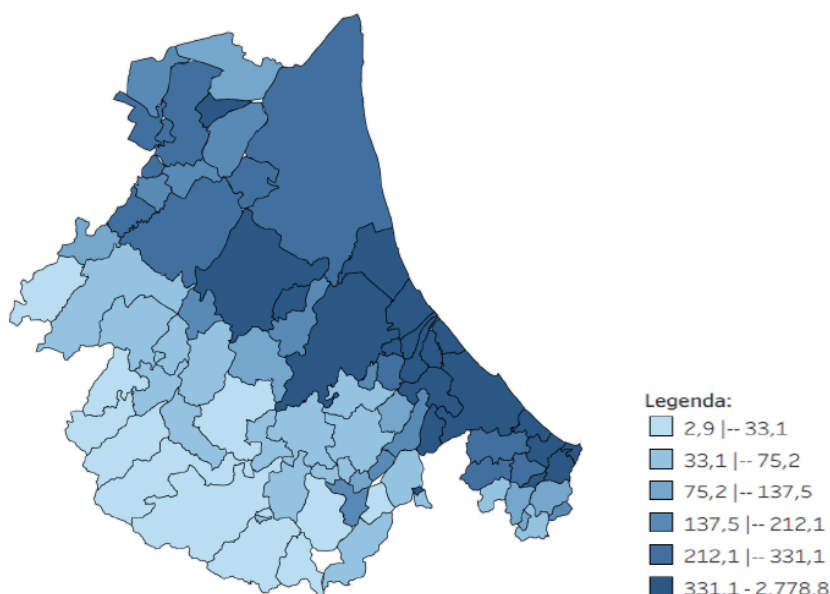 Legenda:
2,9 |-- 33,1
33,1 |-- 75,2
75,2 |-- 137,5
137,5 |-- 212,1
212,1 |-- 331,1
331,1 - 2.778,8